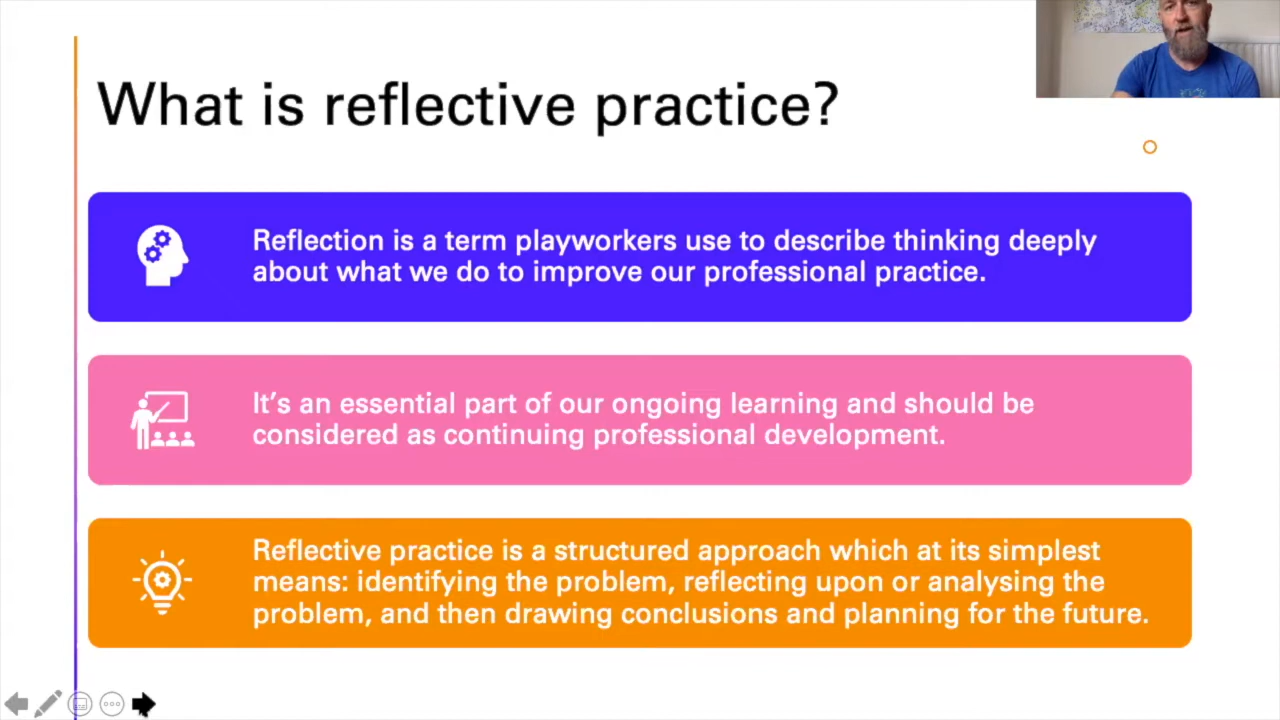 What is reflective practice?
Reflection is a term playworkers use to describe thinking deeply
about what we do to improve our professional practice.
It’s an essential part of our ongoing learning and should be
considered as continuing professional development.
Reflective practice is a structured approach which at its simplest
means: identifying the problem, reflecting upon or analysing the
problem, and then drawing conclusions and planning for the future.